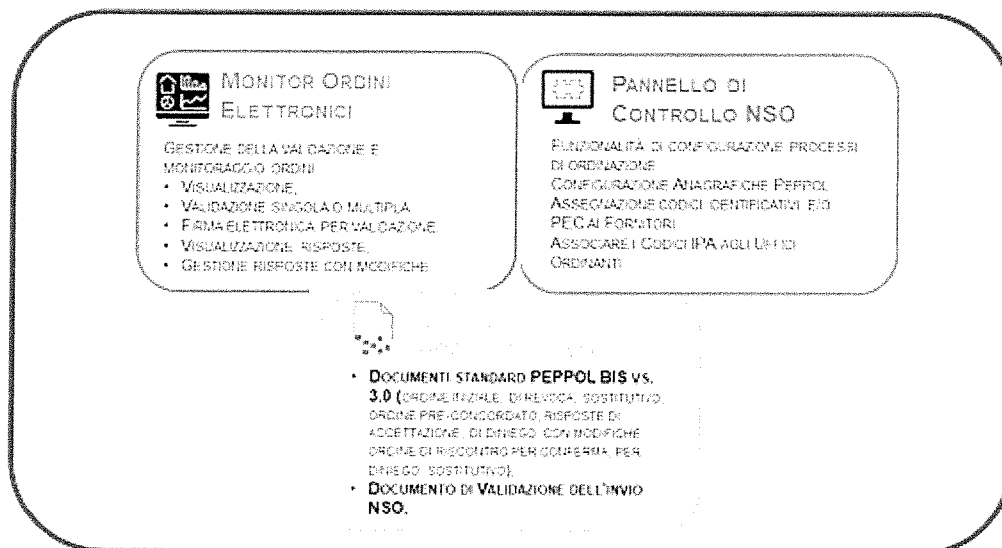 MONITOR ORDINI
ELETTRONICI
GESTIONE DELLA VALIDAZIONE E
MONITORAGGIO ORDINI
• VISUALIZZAZIONE,
• VALIDAZIONE SINGOLA O MULTIPLA
• FIRMA ELETTRONICA PER VALIDAZIONE,
• VISUALIZZAZIONE RISPOSTE,
• GESTIONE RISPOSTE CON MODIFICHE
PANNELLO DI
CONTROLLO NSO
FUNZIONALITÀ DI CONFIGURAZIONE PROCESSI
DI ORDINAZIONE
CONFIGURAZIONE ANAGRAFICHE PEPPOL
ASSEGNAZIONE CODICI IDENTIFICATIVI E/O
PEC AI FORNITORI
ASSOCIARE I CODICI IPA AGLI UFFICI
ORDINANTI
• DOCUMENTI STANDARD PEPPOL BIS VS.
3.0 (ORDINE INIZIALE, DI REVOCA, SOSTITUTIVO,
ORDINE PRE-CONCORDATO, RISPOSTE DI
ACCETTAZIONE, DI DINIEGO, CON MODIFICHE
ORDINE DI RISCONTRO PER CONFERMA, PER
DINIEGO, SOSTITUTIVO),
• DOCUMENTO DI VALIDAZIONE DELL'INVIO
NSO.